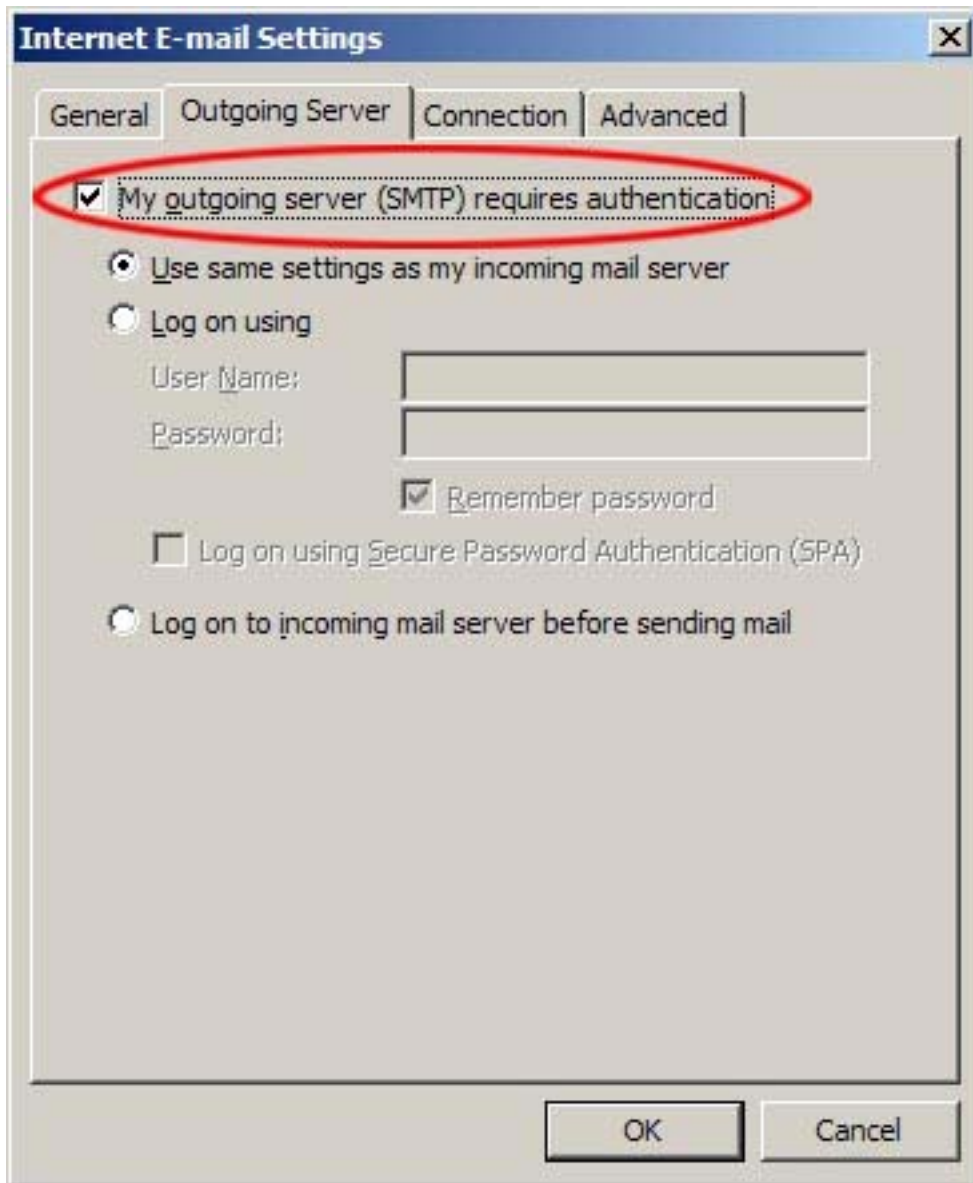 Internet E-mail Settings
General Outgoing Server Connection Advanced
My outgoing server (SMTP) requires authentication
Use same settings as my incoming mail server
Log on using
User Name:
Password:
Remember password
Log on using Secure Password Authentication (SPA)
Log on to incoming mail server before sending mail
OK Cancel